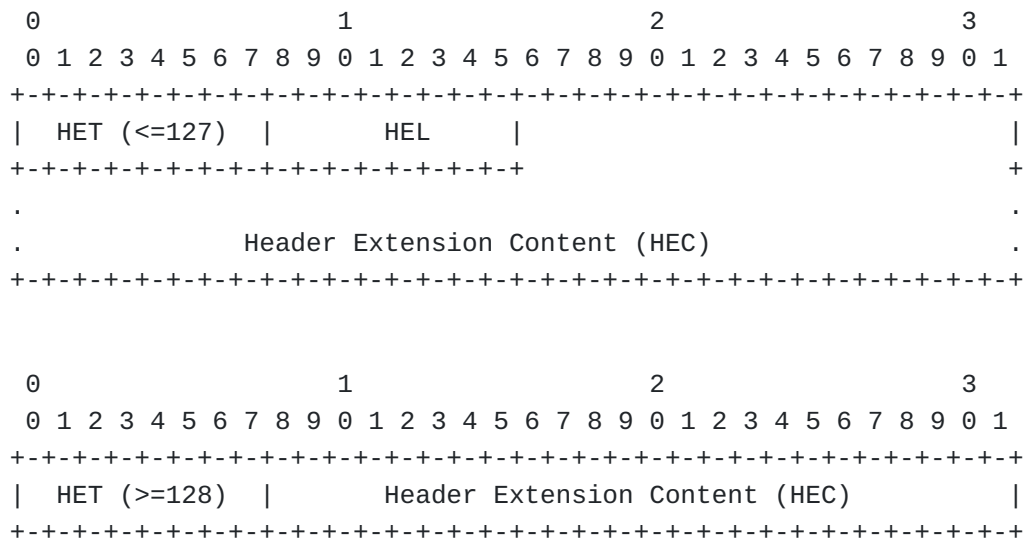 0                   1                   2                   3
 0 1 2 3 4 5 6 7 8 9 0 1 2 3 4 5 6 7 8 9 0 1 2 3 4 5 6 7 8 9 0 1
+-+-+-+-+-+-+-+-+-+-+-+-+-+-+-+-+-+-+-+-+-+-+-+-+-+-+-+-+-+-+-+-+
|  HET (<=127)  |       HEL     |                               |
+-+-+-+-+-+-+-+-+-+-+-+-+-+-+-+-+                               +
.                                                               .
.              Header Extension Content (HEC)                   .
+-+-+-+-+-+-+-+-+-+-+-+-+-+-+-+-+-+-+-+-+-+-+-+-+-+-+-+-+-+-+-+-+

 0                   1                   2                   3
 0 1 2 3 4 5 6 7 8 9 0 1 2 3 4 5 6 7 8 9 0 1 2 3 4 5 6 7 8 9 0 1
+-+-+-+-+-+-+-+-+-+-+-+-+-+-+-+-+-+-+-+-+-+-+-+-+-+-+-+-+-+-+-+-+
|  HET (>=128)  |       Header Extension Content (HEC)          |
+-+-+-+-+-+-+-+-+-+-+-+-+-+-+-+-+-+-+-+-+-+-+-+-+-+-+-+-+-+-+-+-+